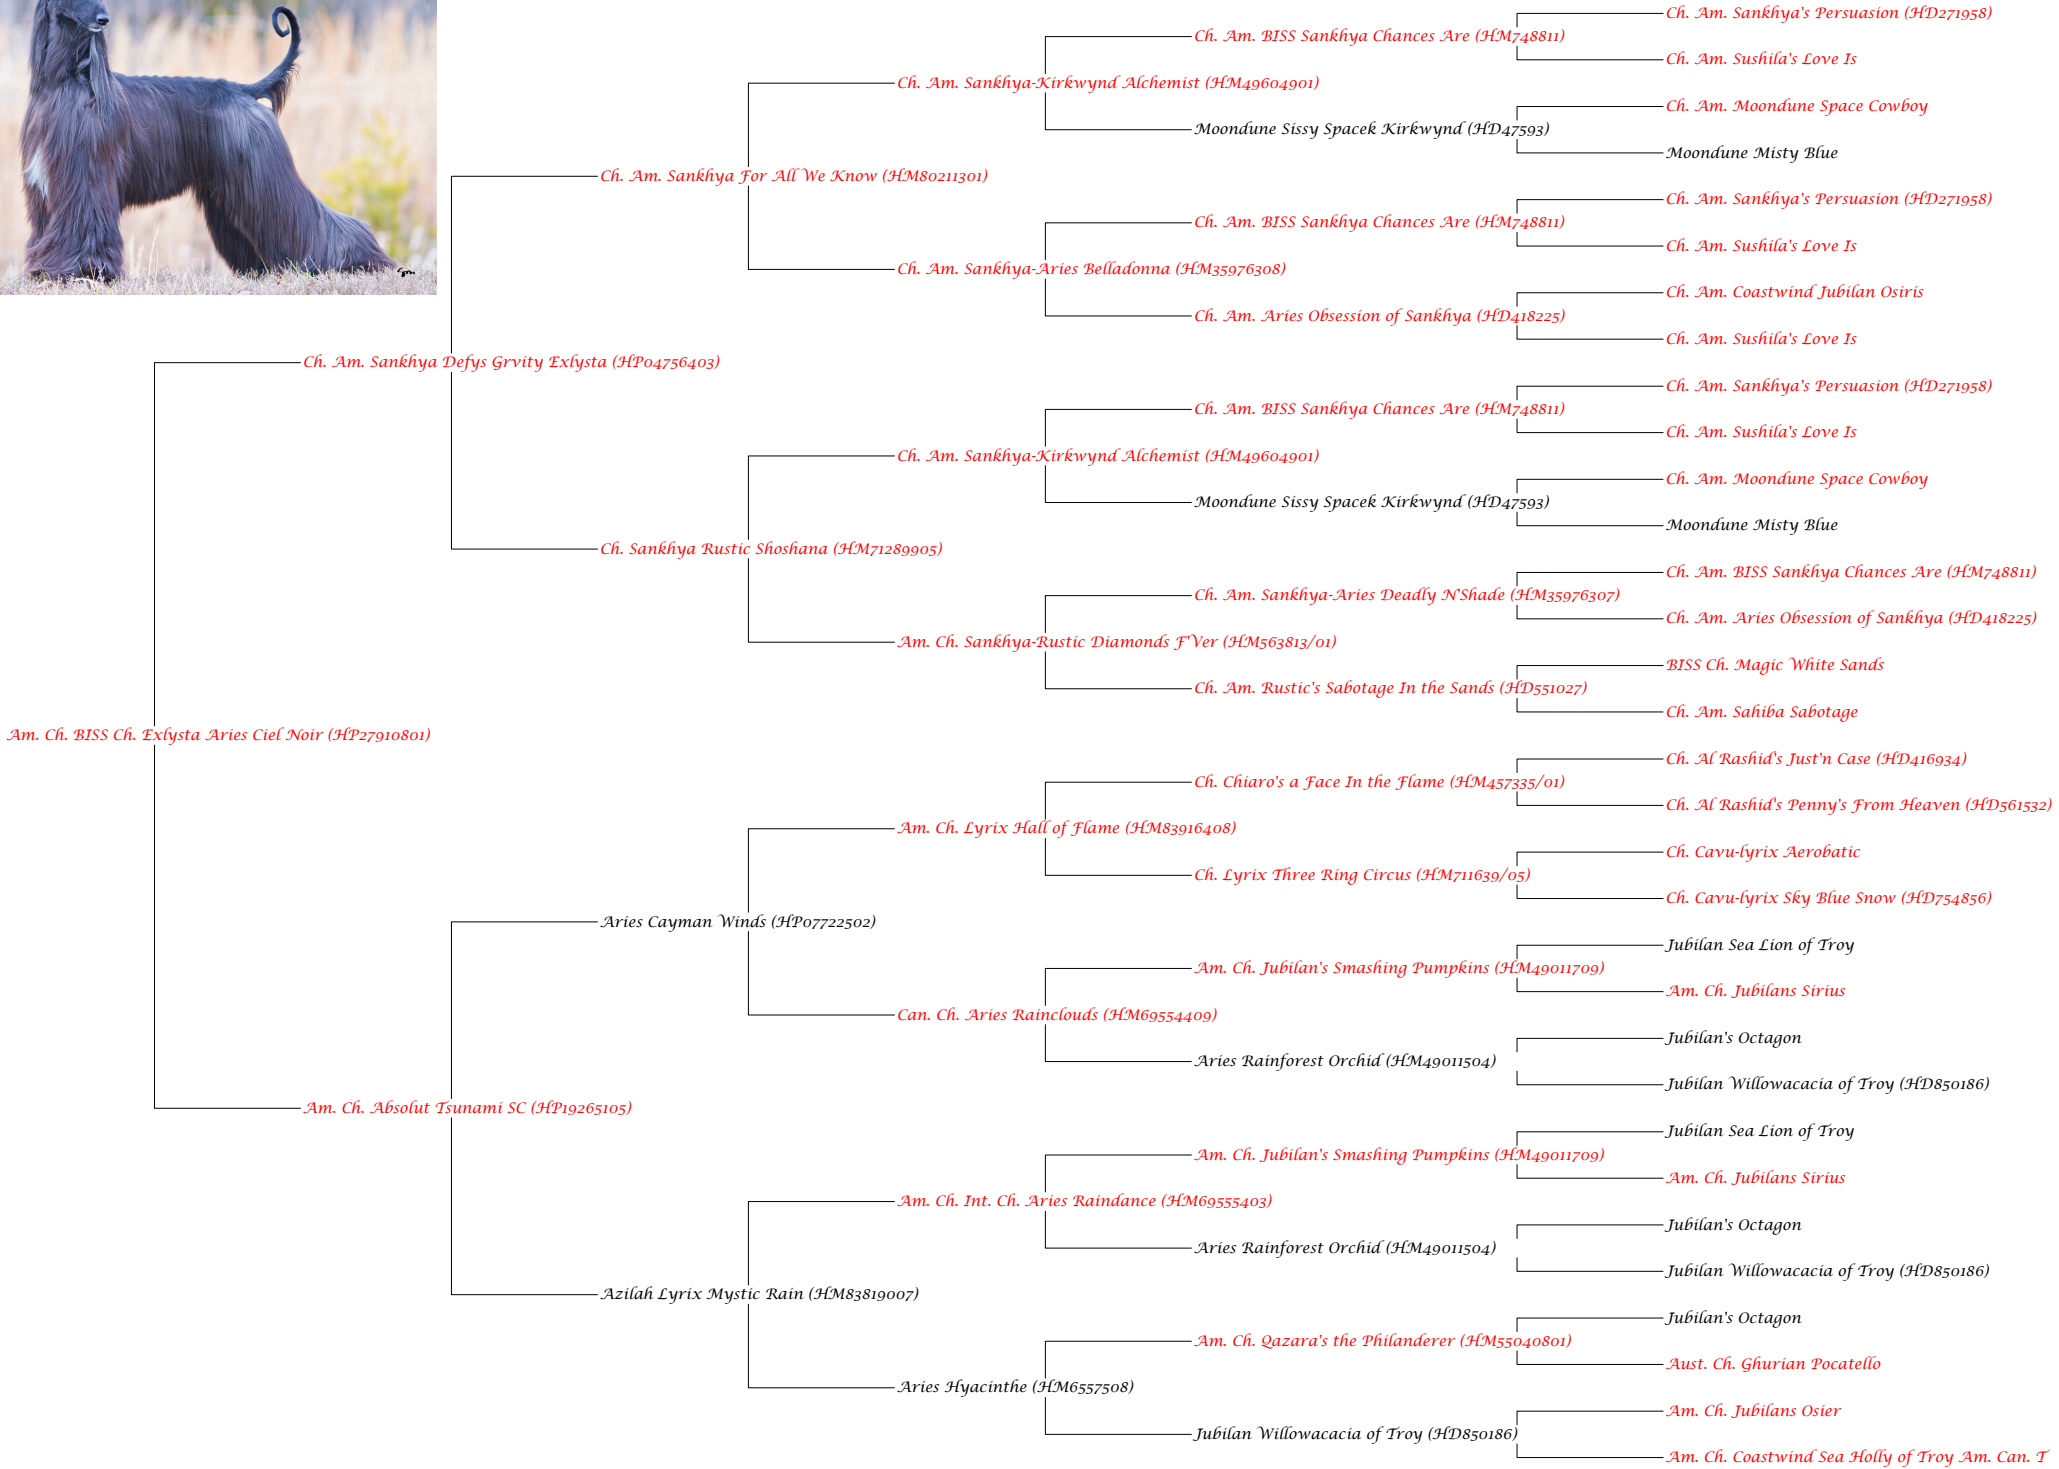 Ch. Am. Sankhya's Persuasion (HD271958)
Ch. Am. BISS Sankhya Chances Are (HM748811)
Ch. Am. Sushila's Love Is
Ch. Am. Sankhya-Kirkwynd Alchemist (HM49604901)
Ch. Am. Moondune Space Cowboy
Moondune Sissy Spacek Kirkwynd (HD47593)
Moondune Misty Blue
Ch. Am. Sankhya For All We Know (HM80211301)
Ch. Am. Sankhya's Persuasion (HD271958)
Ch. Am. BISS Sankhya Chances Are (HM748811)
Ch. Am. Sushila's Love Is
Ch. Am. Sankhya-Aries Belladonna (HM35976308)
Ch. Am. Coastwind Jubilan Osiris
Ch. Am. Aries Obsession of Sankhya (HD418225)
Ch. Am. Sushila's Love Is
Ch. Am. Sankhya Defys Grvity Exlysta (HP04756403)
Ch. Am. Sankhya's Persuasion (HD271958)
Ch. Am. BISS Sankhya Chances Are (HM748811)
Ch. Am. Sushila's Love Is
Ch. Am. Sankhya-Kirkwynd Alchemist (HM49604901)
Ch. Am. Moondune Space Cowboy
Moondune Sissy Spacek Kirkwynd (HD47593)
Moondune Misty Blue
Ch. Sankhya Rustic Shoshana (HM71289905)
Ch. Am. BISS Sankhya Chances Are (HM748811)
Ch. Am. Sankhya-Aries Deadly N'Shade (HM35976307)
Ch. Am. Aries Obsession of Sankhya (HD418225)
Am. Ch. Sankhya-Rustic Diamonds F'Ver (HM563813/01)
BISS Ch. Magic White Sands
Ch. Am. Rustic's Sabotage In the Sands (HD551027)
Ch. Am. Sahiba Sabotage
Am. Ch. BISS Ch. Exlysta Aries Ciel Noir (HP27910801)
Ch. Al Rashid's Just'n Case (HD416934)
Ch. Chiaro's a Face In the Flame (HM457335/01)
Ch. Al Rashid's Penny's From Heaven (HD561532)
Am. Ch. Lyrix Hall of Flame (HM83916408)
Ch. Cavu-lyrix Aerobatic
Ch. Lyrix Three Ring Circus (HM711639/05)
Ch. Cavu-lyrix Sky Blue Snow (HD754856)
Aries Cayman Winds (HP07722502)
Jubilan Sea Lion of Troy
Am. Ch. Jubilan's Smashing Pumpkins (HM49011709)
Am. Ch. Jubilans Sirius
Can. Ch. Aries Rainclouds (HM69554409)
Jubilan's Octagon
Aries Rainforest Orchid (HM49011504)
Jubilan Willowacacia of Troy (HD850186)
Am. Ch. Absolut Tsunami SC (HP19265105)
Jubilan Sea Lion of Troy
Am. Ch. Jubilan's Smashing Pumpkins (HM49011709)
Am. Ch. Jubilans Sirius
Am. Ch. Int. Ch. Aries Raindance (HM69555403)
Jubilan's Octagon
Aries Rainforest Orchid (HM49011504)
Jubilan Willowacacia of Troy (HD850186)
Azilah Lyrix Mystic Rain (HM83819007)
Jubilan's Octagon
Am. Ch. Qazara's the Philanderer (HM55040801)
Aust. Ch. Ghurian Pocatello
Aries Hyacinthe (HM6557508)
Am. Ch. Jubilans Osier
Jubilan Willowacacia of Troy (HD850186)
Am. Ch. Coastwind Sea Holly of Troy Am. Can. T